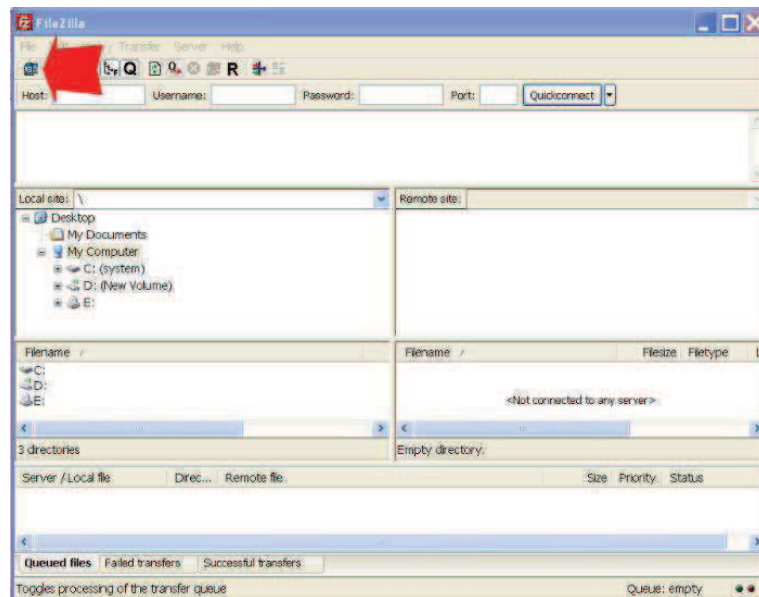 FileZilla
File Transfer Server Help
Q R
Host: Username: Password: Port: Quickconnect
Local site: \
Remote site:
Desktop
My Documents
My Computer
C: (system)
D: (New Volume)
E:
Filename / 
C:
D:
E:
3 directories
Filename / Filesize Filetype L
<Not connected to any server>
Empty directory.
Server / Local file Direc... Remote file Size Priority Status
Queued files Failed transfers Successful transfers
Toggles processing of the transfer queue Queue: empty